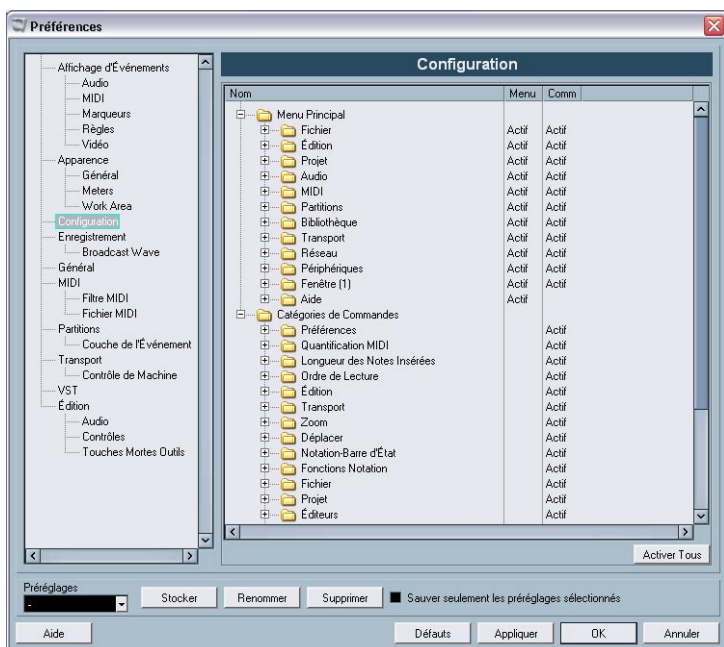 Préférences
Affichage d'Événements
Audio
MIDI
Marqueurs
Règles
Vidéo
Apparence
Général
Meters
Work Area
Configuration
Enregistrement
Broadcast Wave
Général
MIDI
Filtre MIDI
Fichier MIDI
Partitions
Couche de l'Événement
Transport
Contrôle de Machine
VST
Édition
Audio
Contrôles
Touches Mortes Outils
Configuration
Nom Menu Comm
Menu Principal
Fichier Actif Actif
Édition Actif Actif
Projet Actif Actif
Audio Actif Actif
MIDI Actif Actif
Partitions Actif Actif
Bibliothèque Actif Actif
Transport Actif Actif
Réseau Actif Actif
Périphériques Actif Actif
Fenêtre (1) Actif Actif
Aide Actif
Catégories de Commandes
Préférences Actif
Quantification MIDI Actif
Longueur des Notes Insérées Actif
Ordre de Lecture Actif
Édition Actif
Transport Actif
Zoom Actif
Déplacer Actif
Notation-Barre d'État Actif
Fonctions Notation Actif
Fichier Actif
Projet Actif
Éditeurs Actif
Activer Tous
Préréglages
-
Stocker Renommer Supprimer Sauver seulement les préréglages sélectionnés
Aide Défauts Appliquer OK Annuler